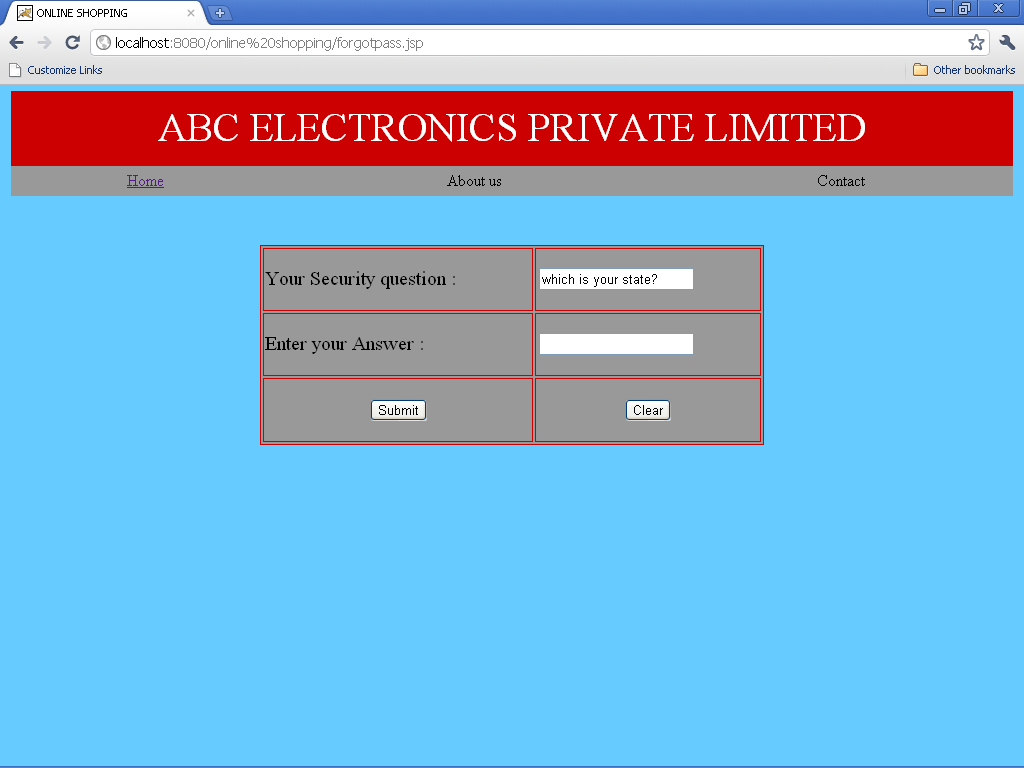 ONLINE SHOPPING
localhost:8080/online%20shopping/forgotpass.jsp
Customize Links Other bookmarks
ABC ELECTRONICS PRIVATE LIMITED
Home About us Contact
Your Security question : which is your state?
Enter your Answer :
Submit Clear